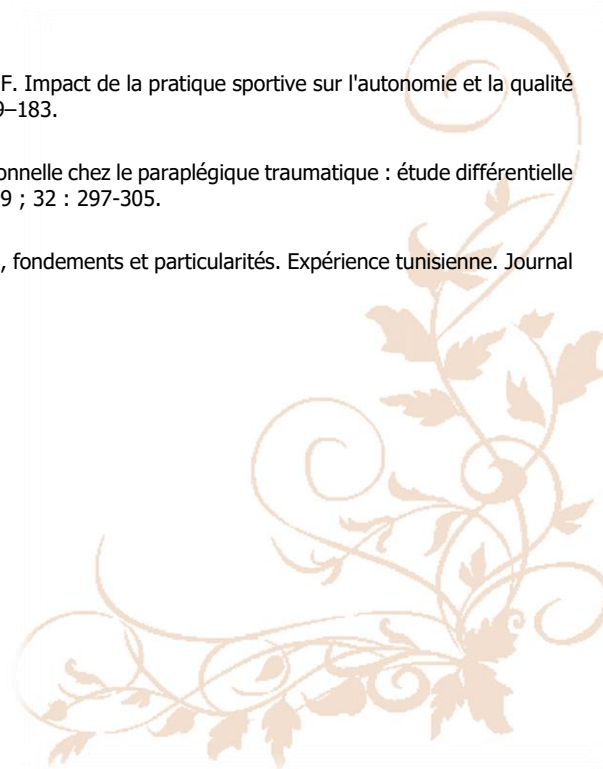 F. Impact de la pratique sportive sur l'autonomie et la qualité
9–183.
onnelle chez le paraplégique traumatique : étude différentielle
9 ; 32 : 297-305.
, fondements et particularités. Expérience tunisienne. Journal